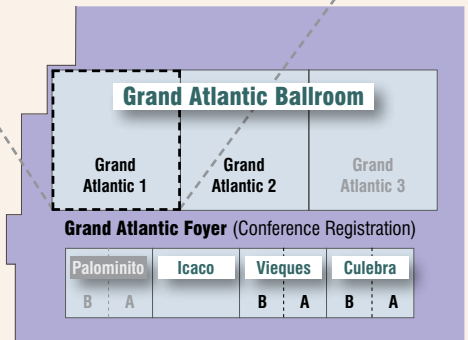 Grand Atlantic Ballroom
Grand
Atlantic 1
Grand
Atlantic 2
Grand
Atlantic 3
Grand Atlantic Foyer (Conference Registration)
Palominito Icaco Vieques Culebra
B A B A B A